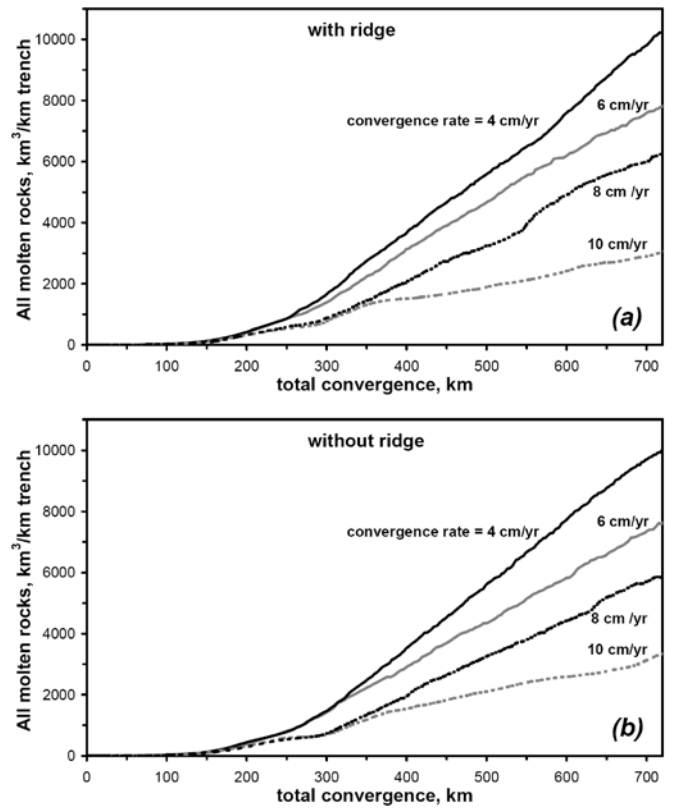 with ridge
10000
8000
6000
4000
2000
0
All molten rocks, km³/km trench
convergence rate = 4 cm/yr
6 cm/yr
8 cm /yr
10 cm/yr
(a)
0 100 200 300 400 500 600 700
total convergence, km
without ridge
10000
8000
6000
4000
2000
0
All molten rocks, km³/km trench
convergence rate = 4 cm/yr
6 cm/yr
8 cm /yr
10 cm/yr
(b)
0 100 200 300 400 500 600 700
total convergence, km